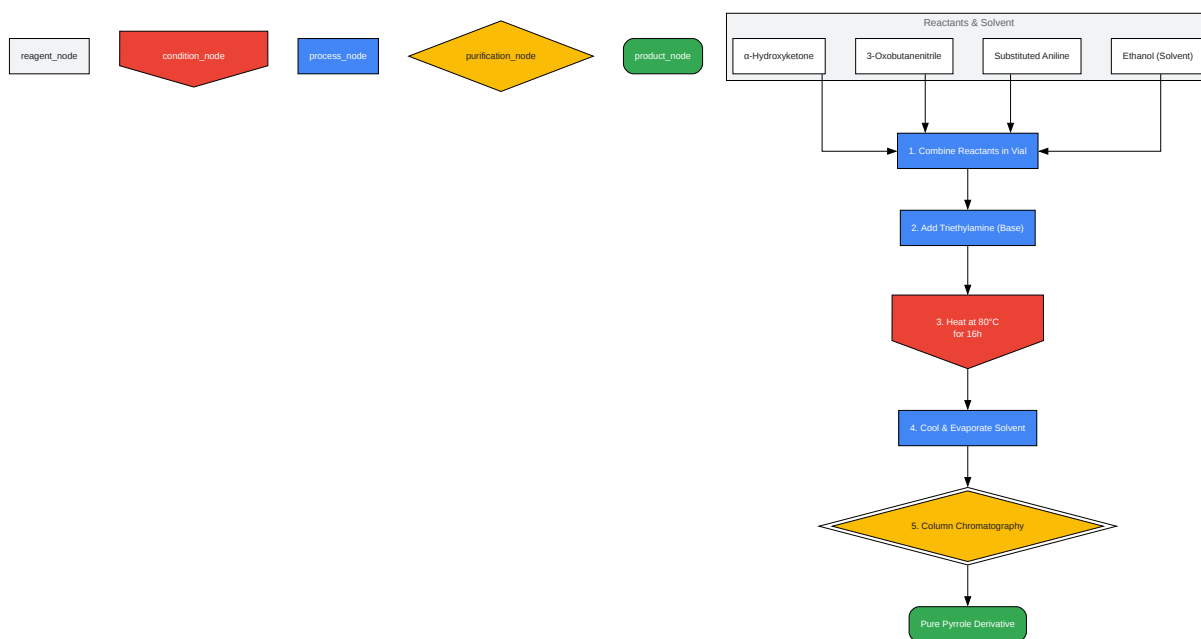 Reactants & Solvent
reagent_node
condition_node
process_node
purification_node
product_node
α-Hydroxyketone
3-Oxobutanenitrile
Substituted Aniline
Ethanol (Solvent)
1. Combine Reactants in Vial
2. Add Triethylamine (Base)
3. Heat at 80°C
for 16h
4. Cool & Evaporate Solvent
5. Column Chromatography
Pure Pyrrole Derivative